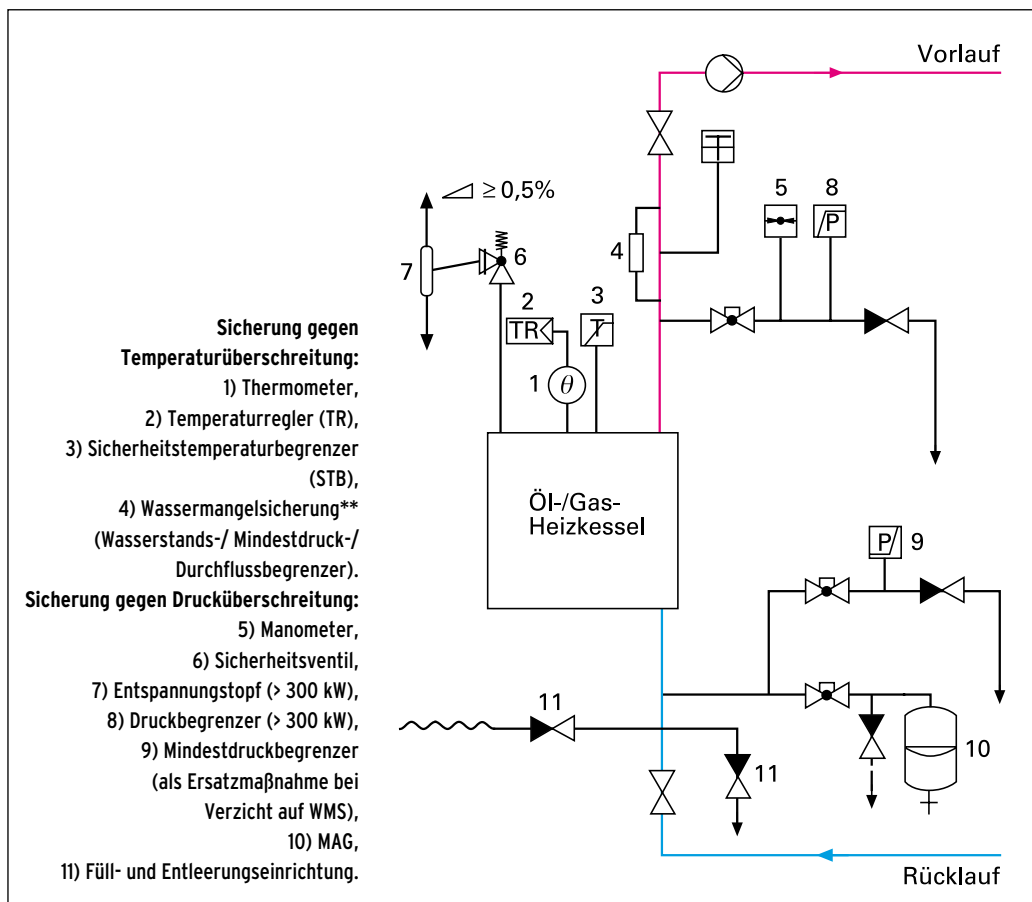 Vorlauf
≥ 0,5%
5
8
P
4
6
7
2
3
TR
T
1
θ
Sicherung gegen
Temperaturüberschreitung:
1) Thermometer,
2) Temperaturregler (TR),
3) Sicherheitstemperaturbegrenzer
(STB),
4) Wassermangelsicherung**
(Wasserstands-/ Mindestdruck-/
Durchflussbegrenzer).
Sicherung gegen Drucküberschreitung:
5) Manometer,
6) Sicherheitsventil,
7) Entspannungstopf (> 300 kW),
8) Druckbegrenzer (> 300 kW),
9) Mindestdruckbegrenzer
(als Ersatzmaßnahme bei
Verzicht auf WMS),
10) MAG,
11) Füll- und Entleerungseinrichtung.
Öl-/Gas-
Heizkessel
P
9
11
11
10
Rücklauf